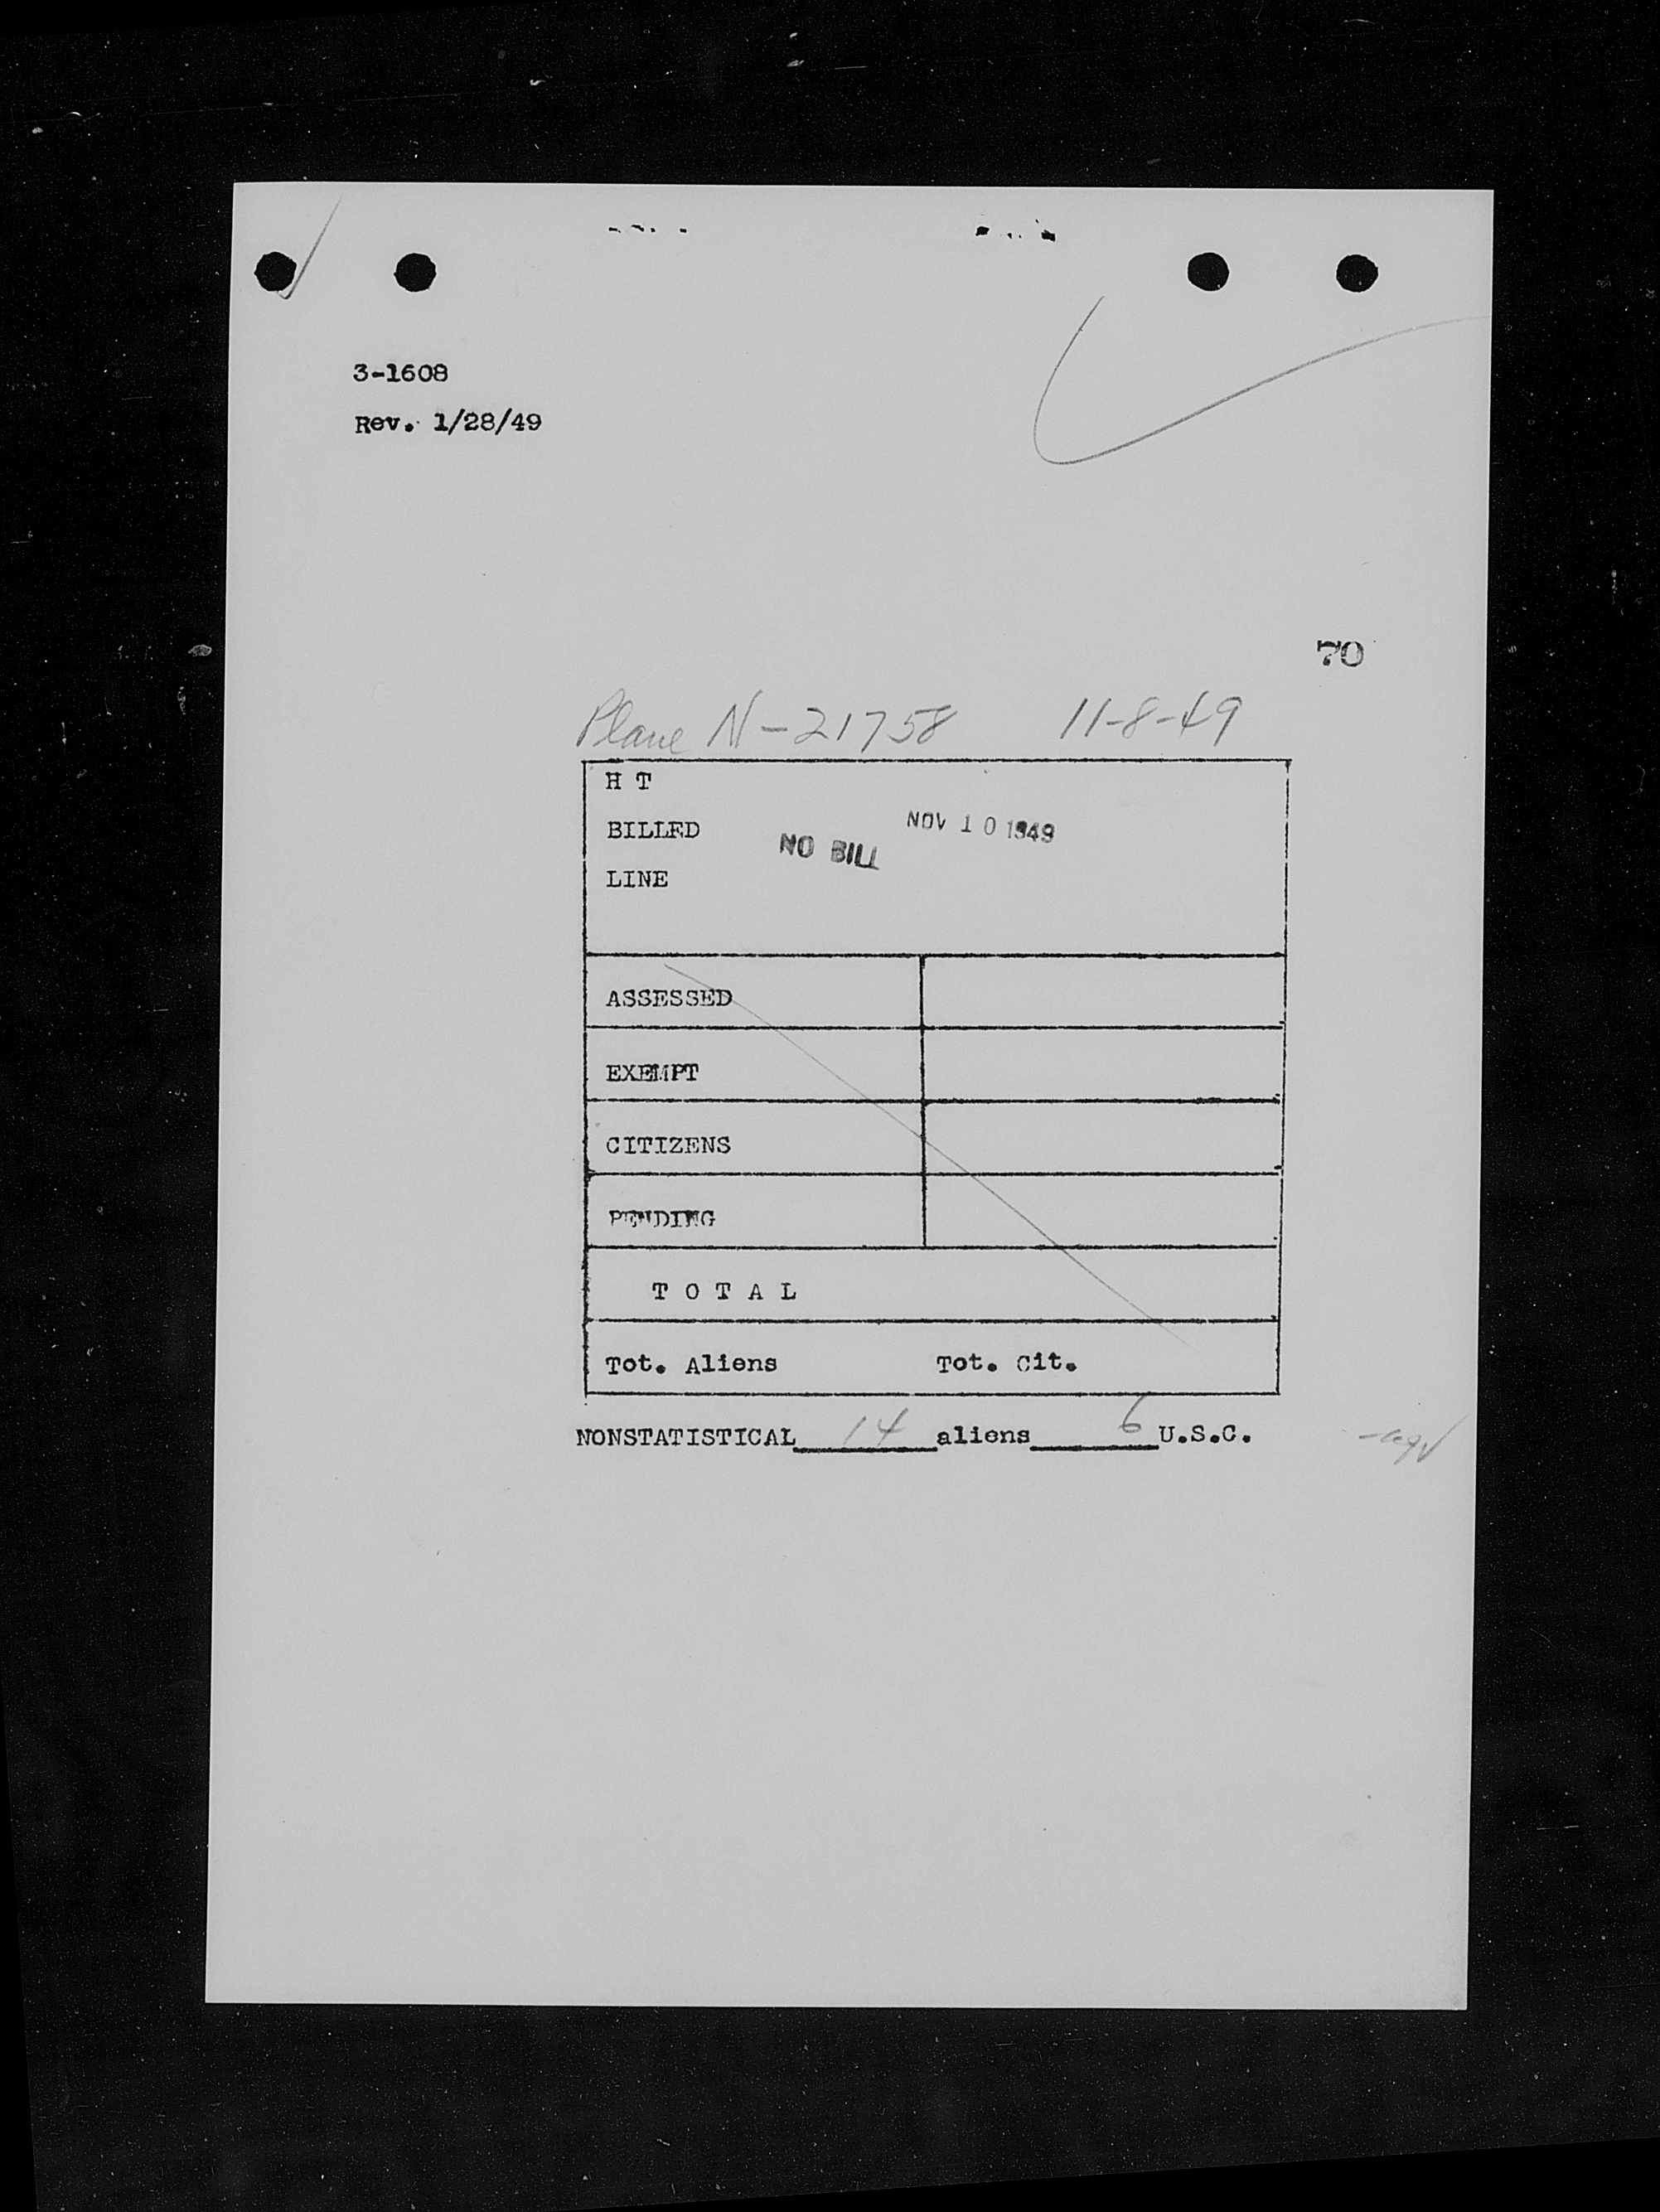 3-1608
Rev. 1/28/49
70
Plane N-21758 11-8-49
H T
BILLED NO BILL NOV 10 1949
LINE
ASSESSED
EXEMPT
CITIZENS
PENDING
T O T A L
Tot. Aliens Tot. Cit.
NONSTATISTICAL 14 aliens 6 U.S.C.